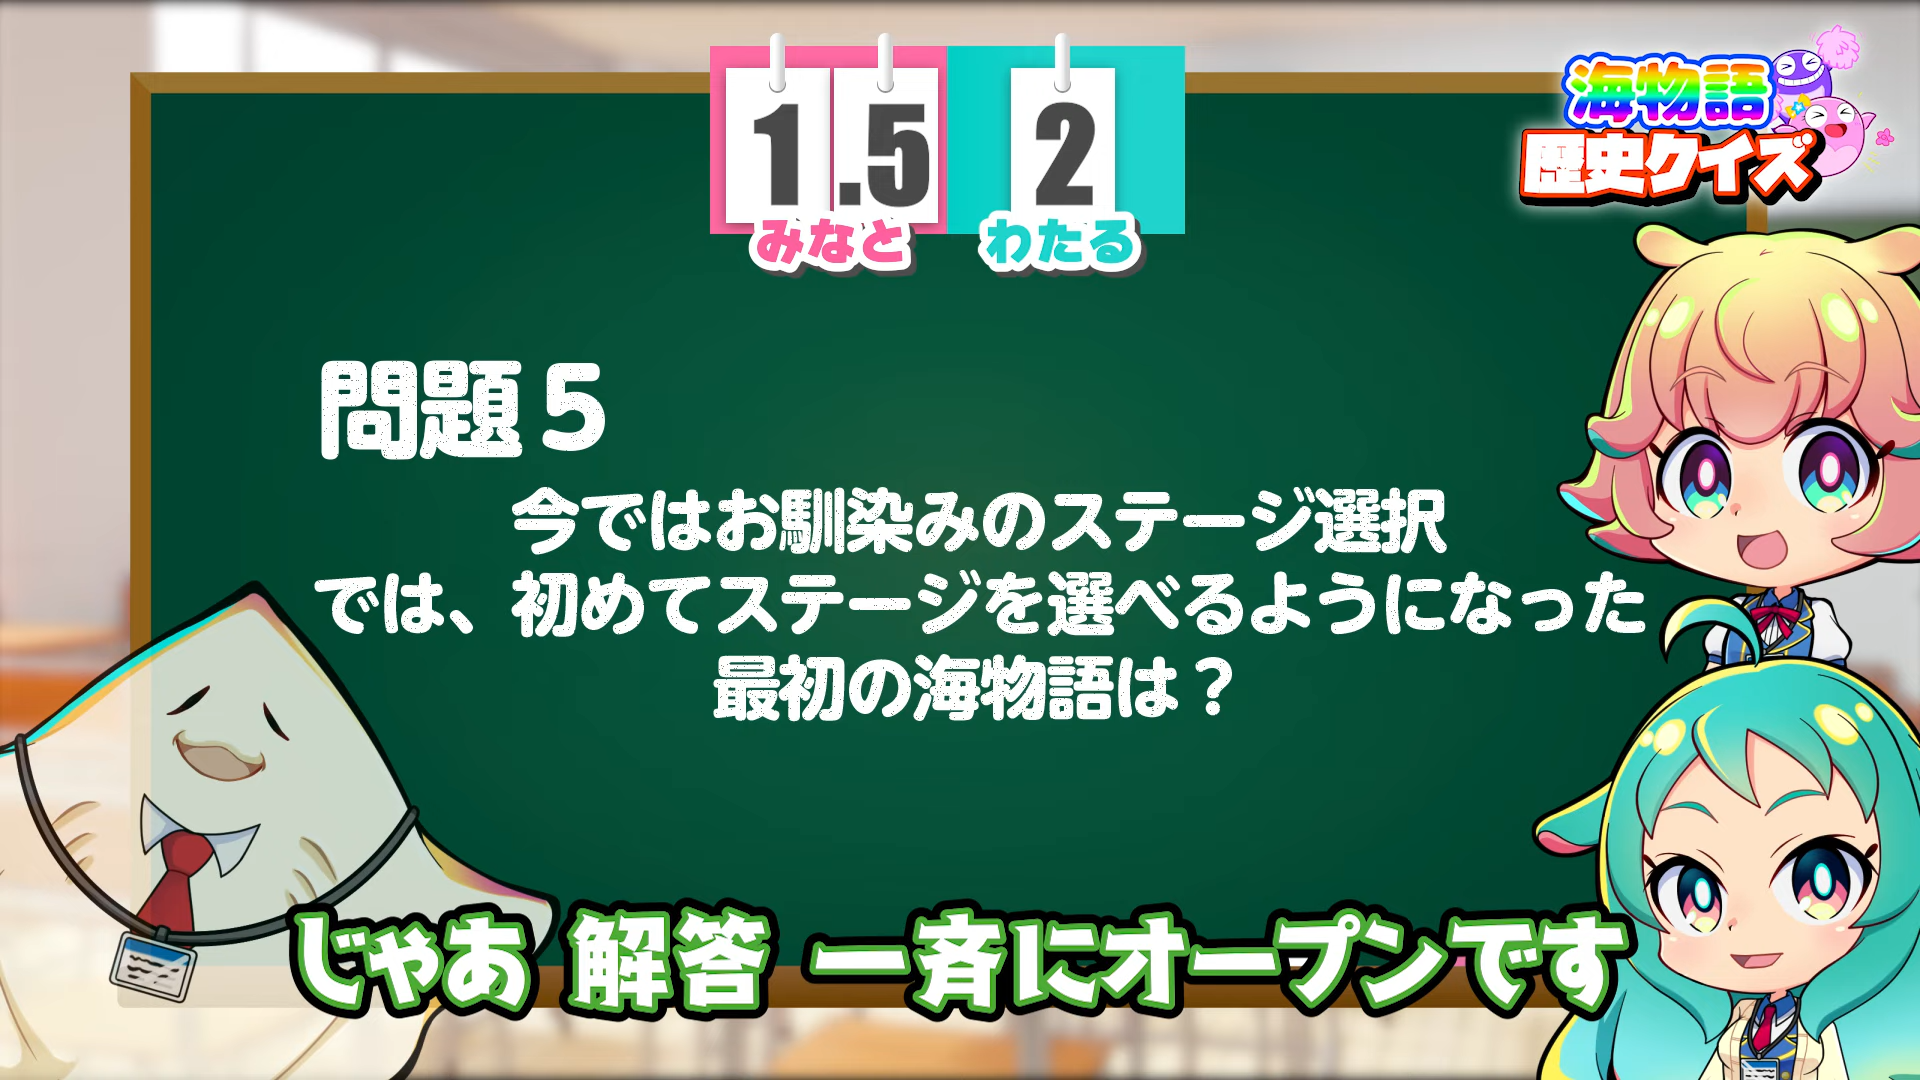 1.5
2
みなと
わたる
海物語
歴史クイズ
問題5
今ではお馴染みのステージ選択
では、初めてステージを選べるようになった
最初の海物語は？
じゃあ 解答 一斉にオープンです